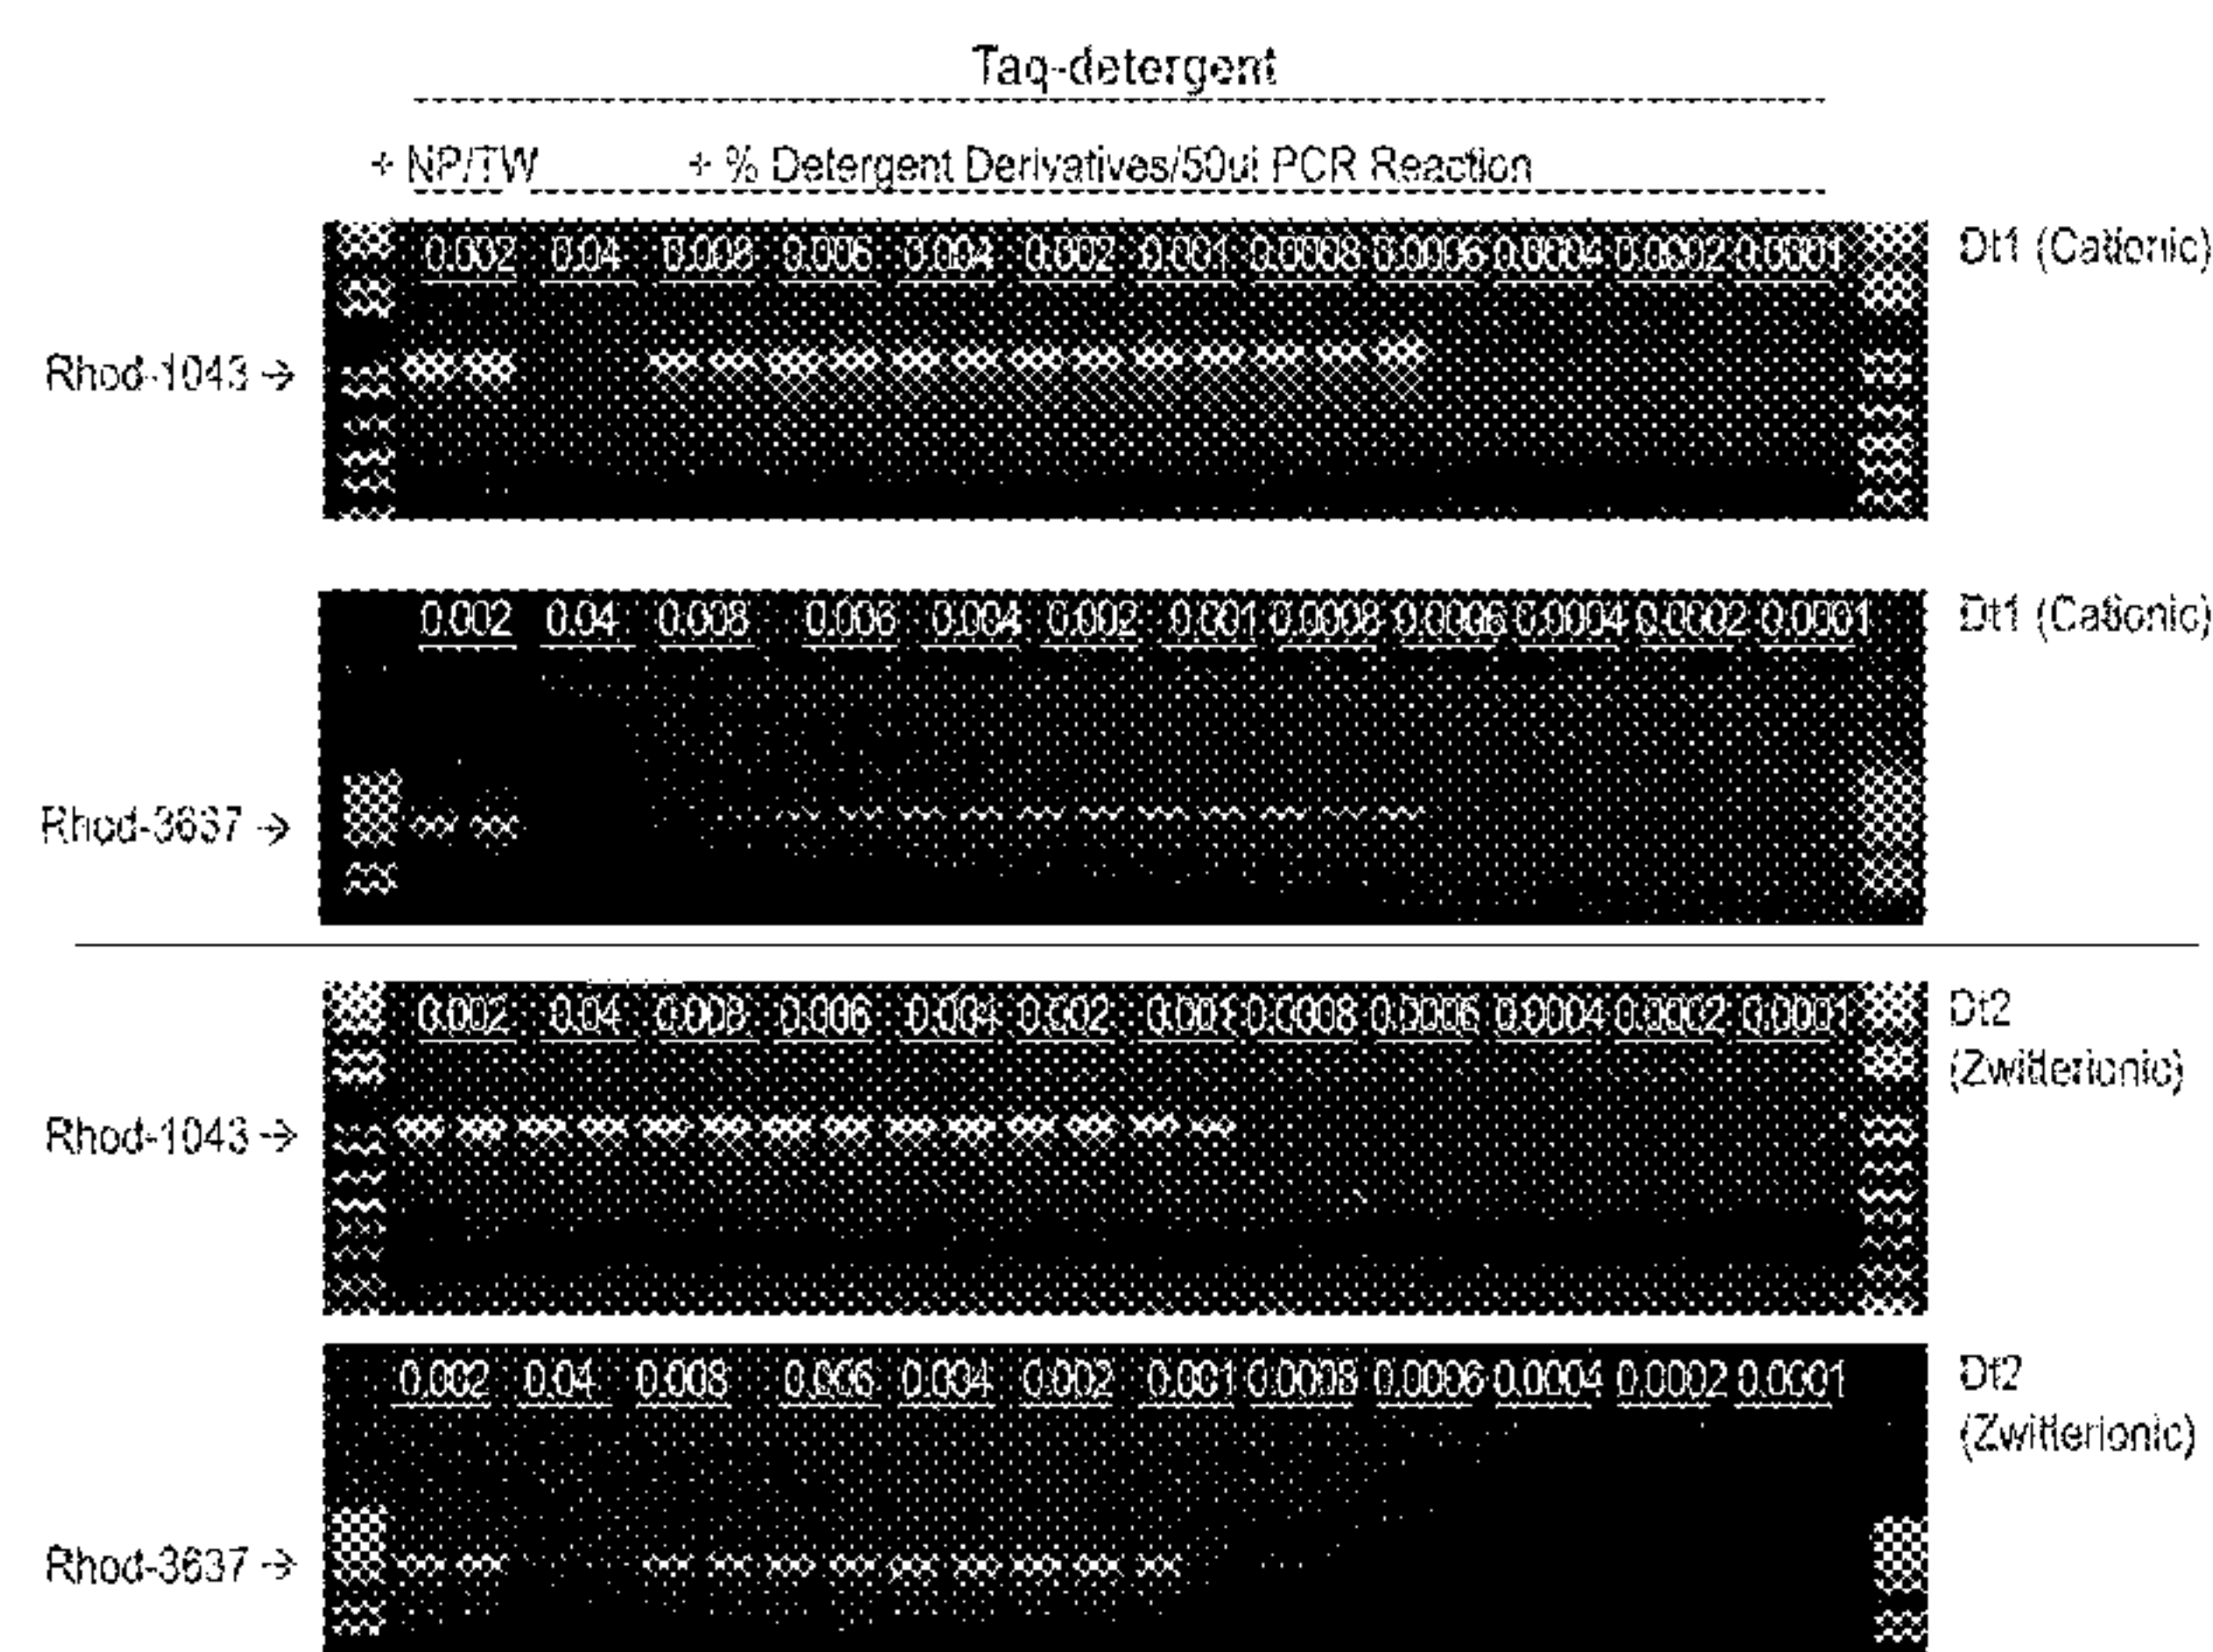 Taq-detergent
+ NP/TW + % Detergent Derivatives/50ul PCR Reaction
0.002 0.04 0.008 0.006 0.004 0.002 0.001 0.0008 0.0006 0.0004 0.0002 0.0001
Dt1 (Cationic)
Rhod-1043 →
0.002 0.04 0.008 0.006 0.004 0.002 0.001 0.0008 0.0006 0.0004 0.0002 0.0001
Dt1 (Cationic)
Rhod-3637 →
0.002 0.04 0.008 0.006 0.004 0.002 0.001 0.0008 0.0006 0.0004 0.0002 0.0001
Dt2
(Zwitterionic)
Rhod-1043 →
0.002 0.04 0.008 0.006 0.004 0.002 0.001 0.0008 0.0006 0.0004 0.0002 0.0001
Dt2
(Zwitterionic)
Rhod-3637 →